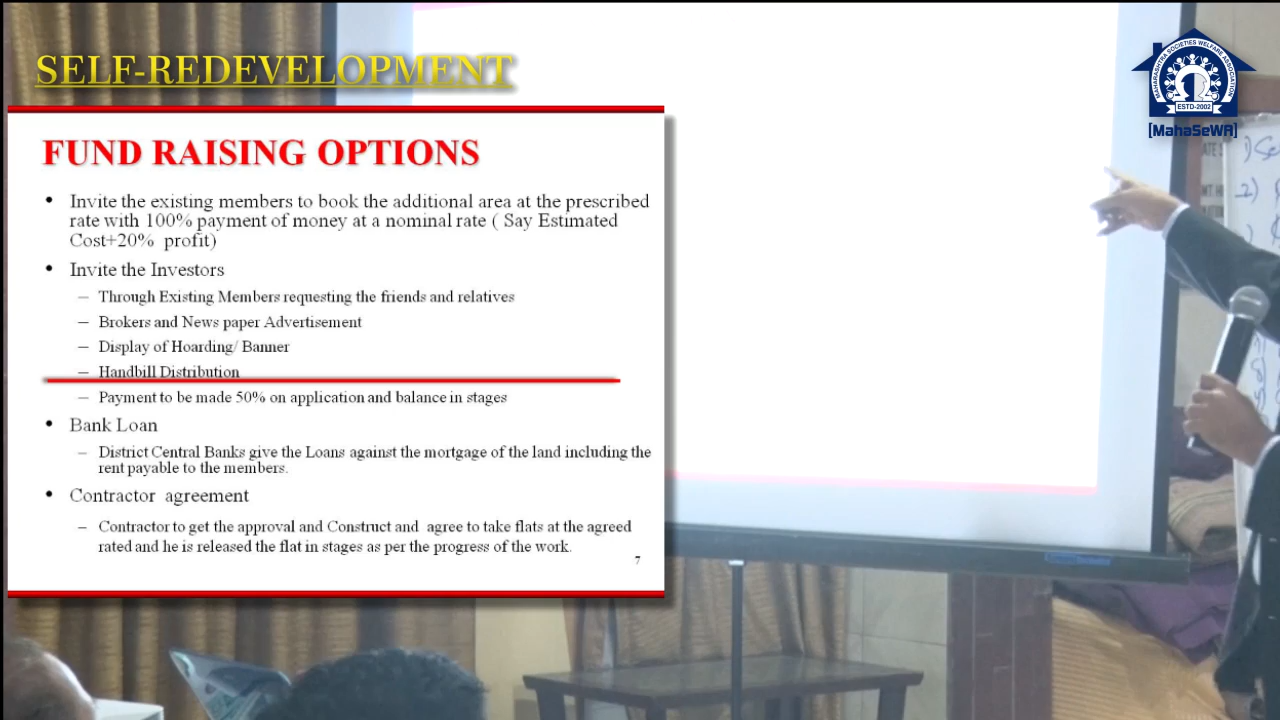 SELF-REDEVELOPMENT
FUND RAISING OPTIONS
• Invite the existing members to book the additional area at the prescribed
rate with 100% payment of money at a nominal rate ( Say Estimated
Cost+20% profit)
• Invite the Investors
– Through Existing Members requesting the friends and relatives
– Brokers and News paper Advertisement
– Display of Hoarding/ Banner
– Handbill Distribution
– Payment to be made 50% on application and balance in stages
• Bank Loan
– District Central Banks give the Loans against the mortgage of the land including the
rent payable to the members.
• Contractor agreement
– Contractor to get the approval and Construct and agree to take flats at the agreed
rated and he is released the flat in stages as per the progress of the work.
7
MAHARASHTRA SOCIETIES WELFARE ASSOCIATION
ESTD-2002
[MahaSeWA]
1)
2)